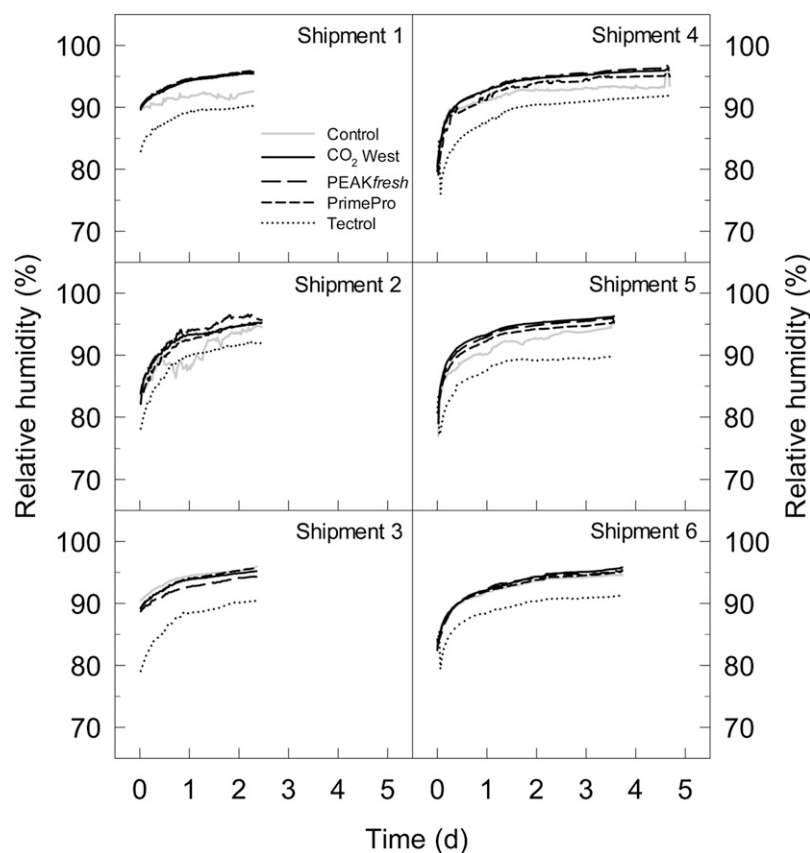 Shipment 1
Shipment 4
100
90
80
70
Control
CO₂ West
PEAKfresh
PrimePro
Tectrol
100
90
80
70
Shipment 2
Shipment 5
Relative humidity (%)
100
90
80
70
100
90
80
70
Relative humidity (%)
Shipment 3
Shipment 6
100
90
80
70
100
90
80
70
0 1 2 3 4 5
0 1 2 3 4 5
Time (d)